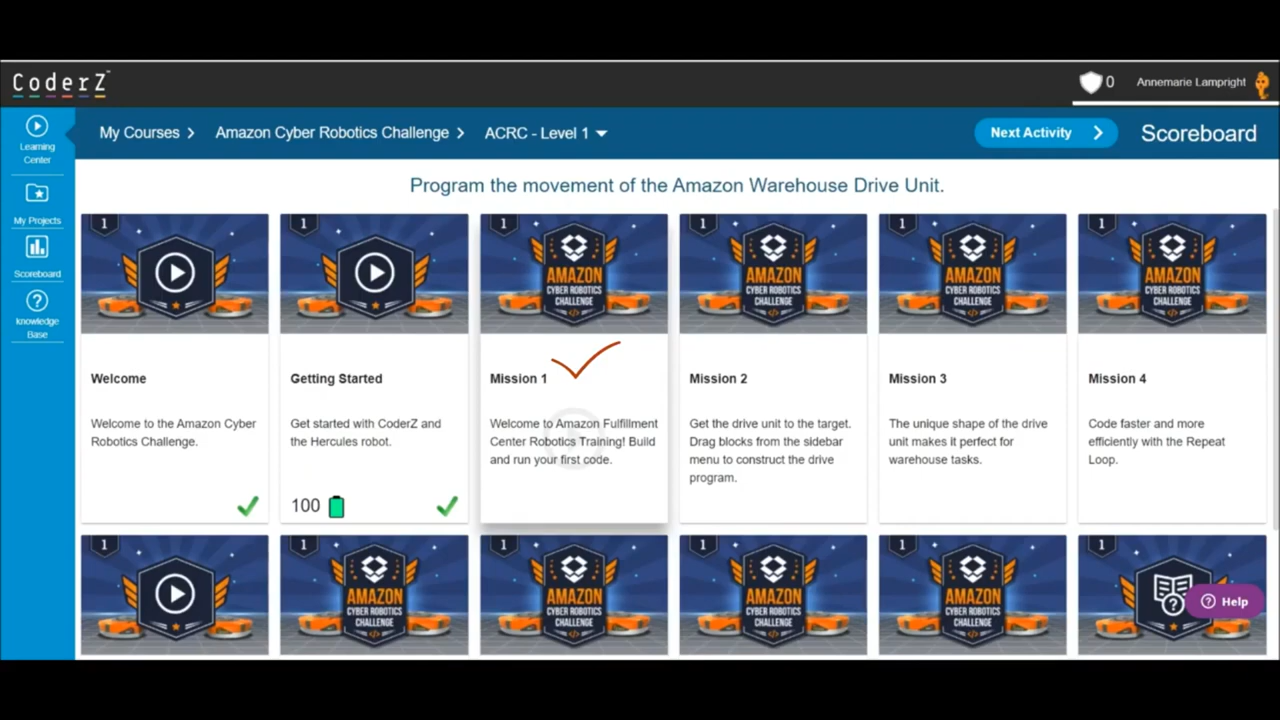 CoderZ
0
Annemarie Lampright
Learning
Center
My Projects
Scoreboard
knowledge
Base
My Courses
Amazon Cyber Robotics Challenge
ACRC - Level 1
Next Activity
Scoreboard
Program the movement of the Amazon Warehouse Drive Unit.
1
Welcome
Welcome to the Amazon Cyber
Robotics Challenge.
1
Getting Started
Get started with CoderZ and
the Hercules robot.
100
1
AMAZON
CYBER ROBOTICS
CHALLENGE
Mission 1
Welcome to Amazon Fulfillment
Center Robotics Training! Build
and run your first code.
1
AMAZON
CYBER ROBOTICS
CHALLENGE
Mission 2
Get the drive unit to the target.
Drag blocks from the sidebar
menu to construct the drive
program.
1
AMAZON
CYBER ROBOTICS
CHALLENGE
Mission 3
The unique shape of the drive
unit makes it perfect for
warehouse tasks.
1
AMAZON
CYBER ROBOTICS
CHALLENGE
Mission 4
Code faster and more
efficiently with the Repeat
Loop.
1
1
AMAZON
CYBER ROBOTICS
CHALLENGE
1
AMAZON
CYBER ROBOTICS
CHALLENGE
1
AMAZON
CYBER ROBOTICS
CHALLENGE
1
AMAZON
CYBER ROBOTICS
CHALLENGE
1
Help